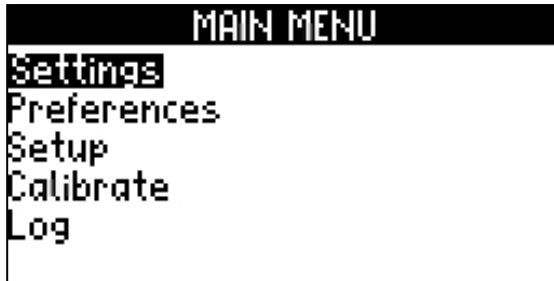 MAIN MENU
Settings
Preferences
Setup
Calibrate
Log